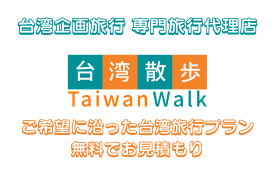 台湾企画旅行 専門旅行代理店
台湾散歩
TaiwanWalk
ご希望に沿った台湾旅行プラン
無料でお見積もり